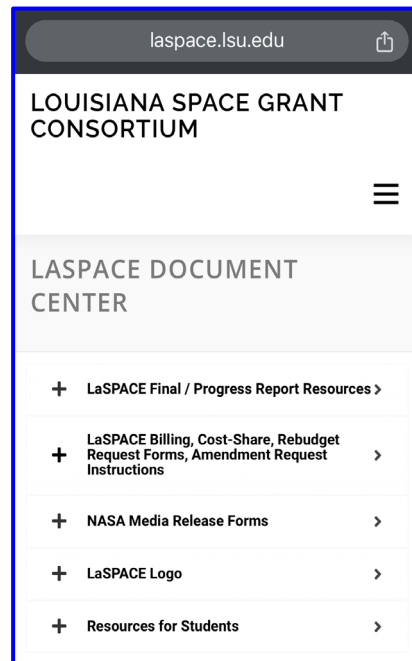 laspace.lsu.edu
LOUISIANA SPACE GRANT
CONSORTIUM
LASPACE DOCUMENT
CENTER
LaSPACE Final / Progress Report Resources
LaSPACE Billing, Cost-Share, Rebudget
Request Forms, Amendment Request
Instructions
NASA Media Release Forms
LaSPACE Logo
Resources for Students